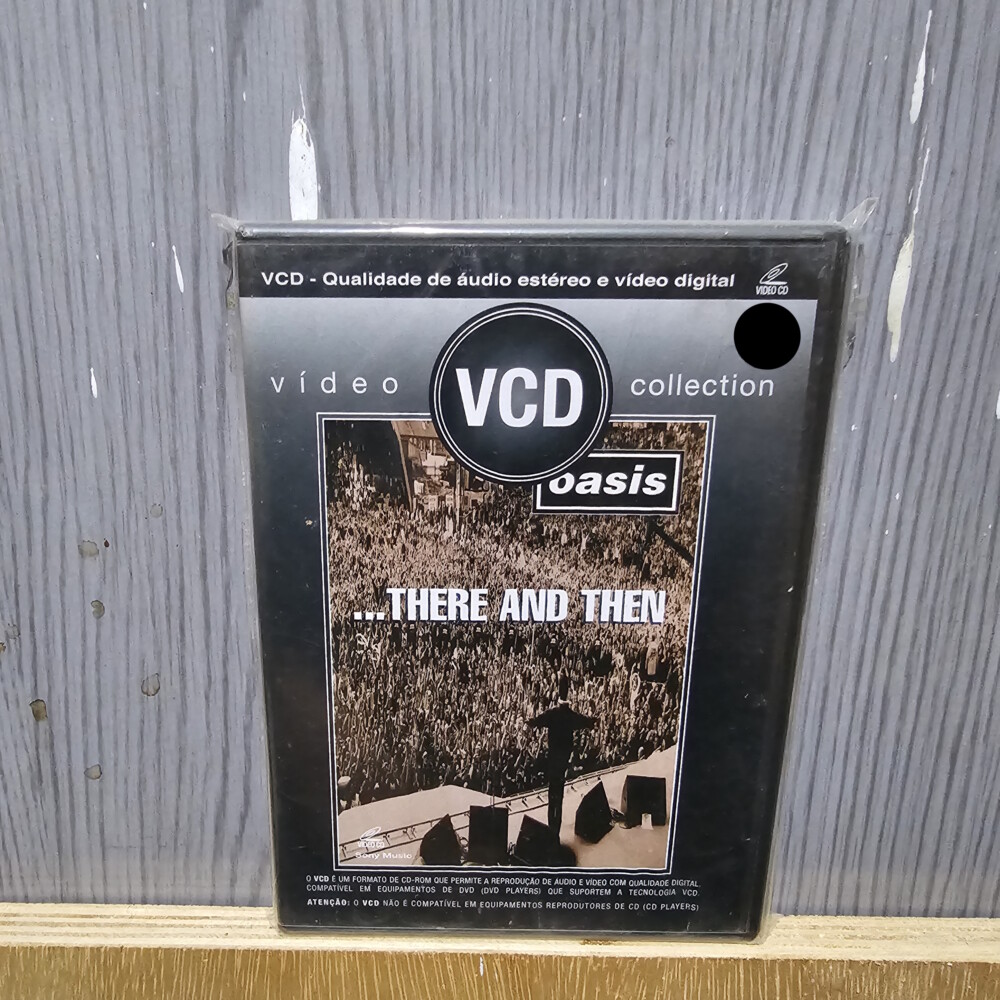 VCD - Qualidade de áudio estéreo e vídeo digital
VIDEO CD
vídeo VCD collection
oasis
...THERE AND THEN
VIDEO CD
Sony Music
O VCD É UM FORMATO DE CD-ROM QUE PERMITE A REPRODUÇÃO DE ÁUDIO E VÍDEO COM QUALIDADE DIGITAL.
COMPATÍVEL EM EQUIPAMENTOS DE DVD (DVD PLAYERS) QUE SUPORTEM A TECNOLOGIA VCD.
ATENÇÃO: O VCD NÃO É COMPATÍVEL EM EQUIPAMENTOS REPRODUTORES DE CD (CD PLAYERS)